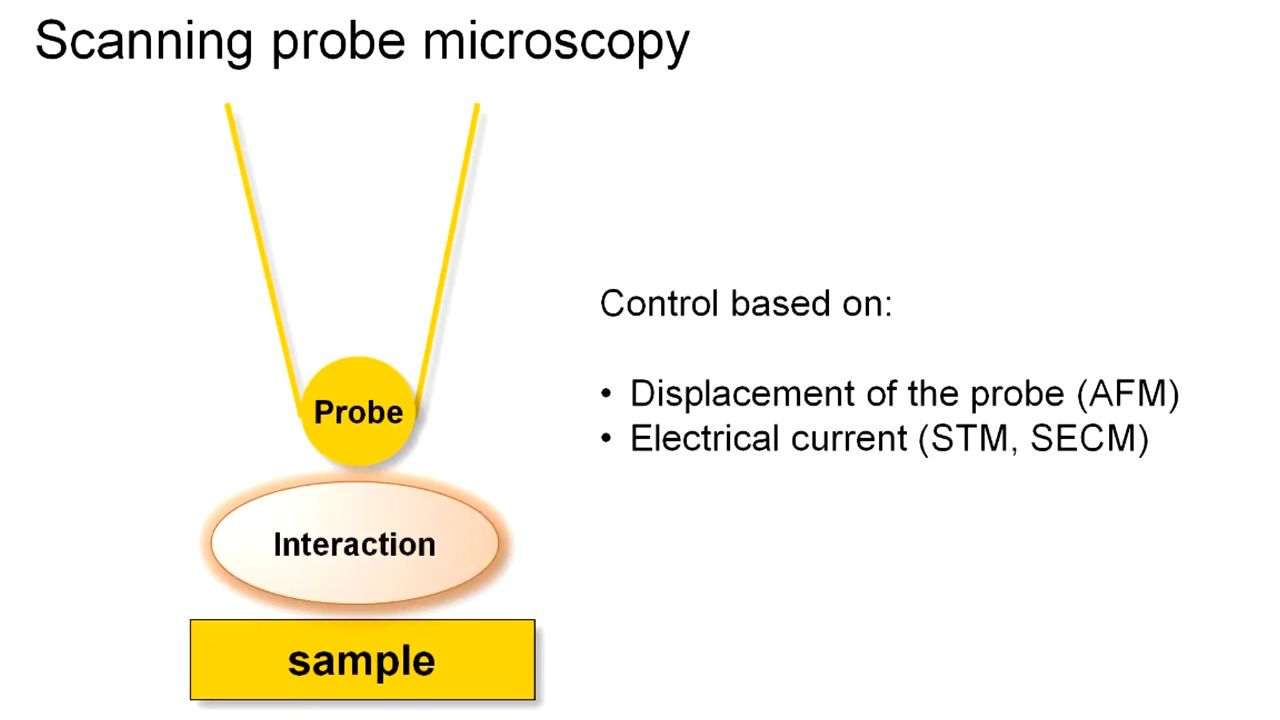 Scanning probe microscopy
Control based on:
• Displacement of the probe (AFM)
• Electrical current (STM, SECM)
Probe
Interaction
sample